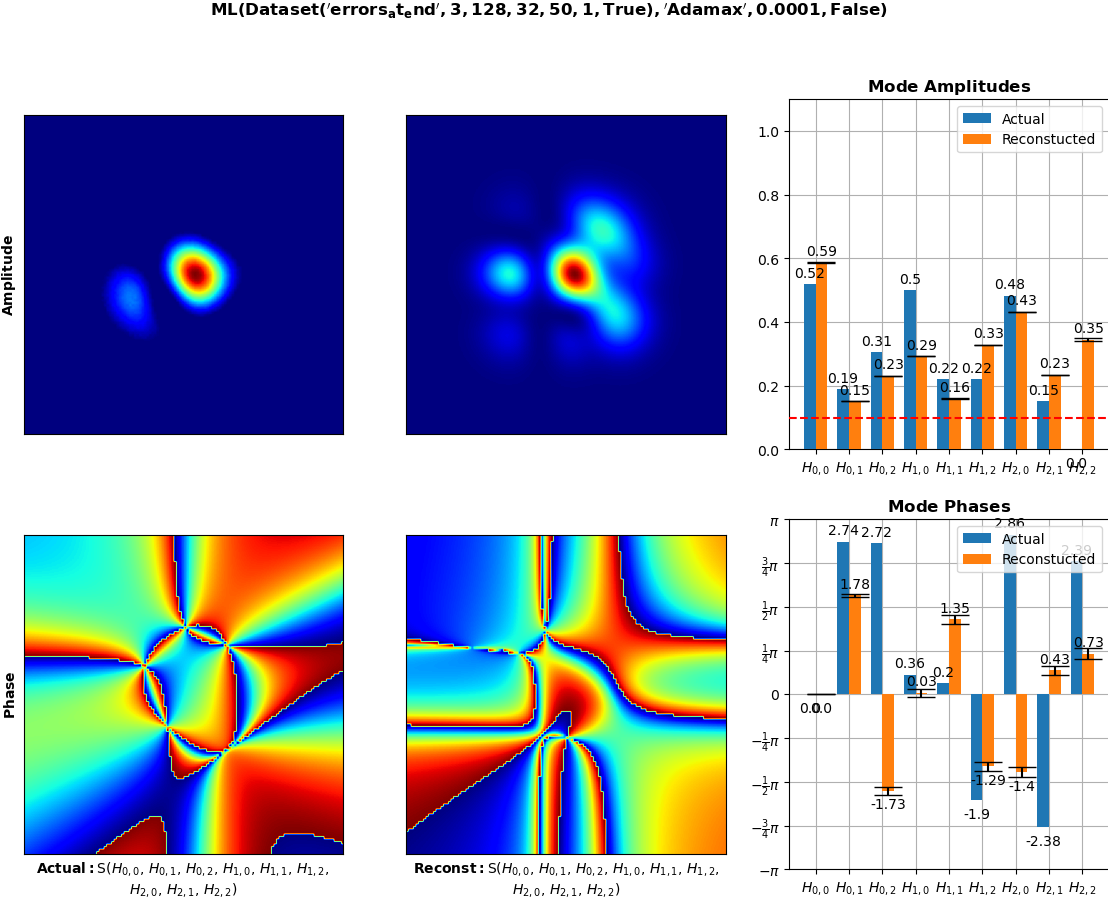 ML(Dataset('errors_at_end', 3, 128, 32, 50, 1, True), 'Adamax', 0.0001, False)
Mode Amplitudes
Amplitude
1.0
0.8
0.6
0.4
0.2
0.0
Actual
Reconstucted
0.52 0.59
0.19 0.15
0.31 0.23
0.5 0.29
0.22 0.16
0.22 0.33
0.48 0.43
0.15 0.23
0.0 0.35
H0,0 H0,1 H0,2 H1,0 H1,1 H1,2 H2,0 H2,1 H2,2
Mode Phases
Phase
π
3/4π
1/2π
1/4π
0
−1/4π
−1/2π
−3/4π
−π
Actual
Reconstucted
0.0 0.0
2.74 1.78
2.72 -1.73
0.36 0.03
0.2 1.35
-1.9 -1.29
2.86 -1.4
-2.38 0.43
2.39 0.73
H0,0 H0,1 H0,2 H1,0 H1,1 H1,2 H2,0 H2,1 H2,2
Actual: S(H0,0, H0,1, H0,2, H1,0, H1,1, H1,2,
H2,0, H2,1, H2,2)
Reconst: S(H0,0, H0,1, H0,2, H1,0, H1,1, H1,2,
H2,0, H2,1, H2,2)